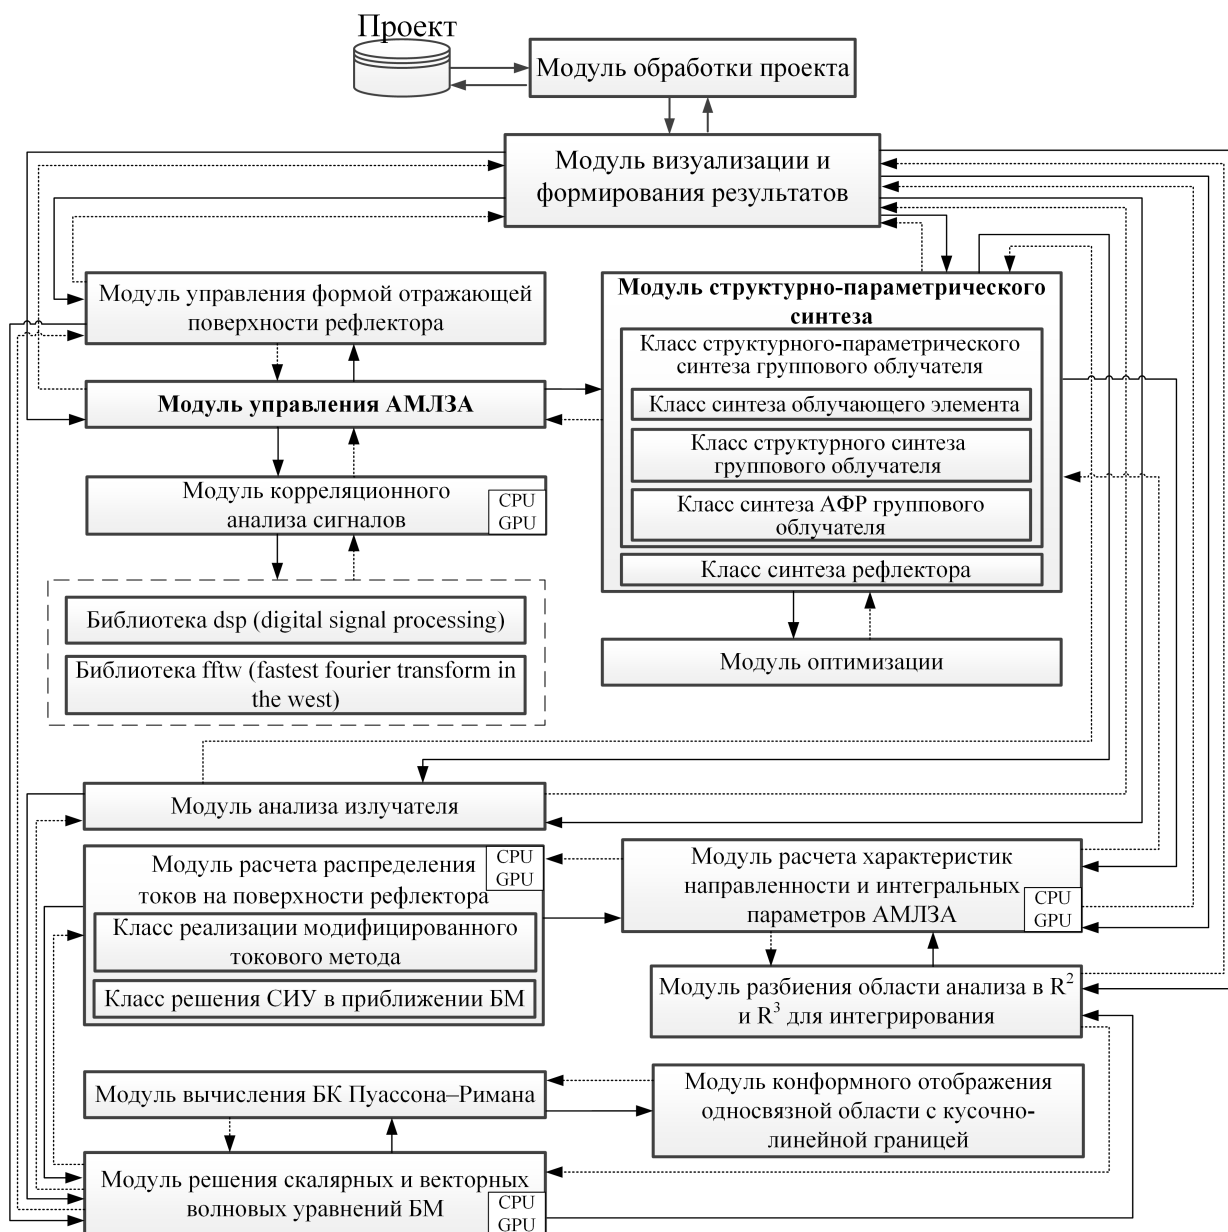 Проект
Модуль обработки проекта
Модуль визуализации и
формирования результатов
Модуль управления формой отражающей
поверхности рефлектора
Модуль управления АМЛЗА
Модуль корреляционного
анализа сигналов
CPU
GPU
Библиотека dsp (digital signal processing)
Библиотека fftw (fastest fourier transform in
the west)
Модуль структурно-параметрического
синтеза
Класс структурного-параметрического
синтеза группового облучателя
Класс синтеза облучающего элемента
Класс структурного синтеза
группового облучателя
Класс синтеза АФР группового
облучателя
Класс синтеза рефлектора
Модуль оптимизации
Модуль анализа излучателя
Модуль расчета распределения
токов на поверхности рефлектора
CPU
GPU
Класс реализации модифицированного
токового метода
Класс решения СИУ в приближении БМ
Модуль расчета характеристик
направленности и интегральных
параметров АМЛЗА
CPU
GPU
Модуль разбиения области анализа в R²
и R³ для интегрирования
Модуль вычисления БК Пуассона–Римана
Модуль конформного отображения
односвязной области с кусочно-
линейной границей
Модуль решения скалярных и векторных
волновых уравнений БМ
CPU
GPU